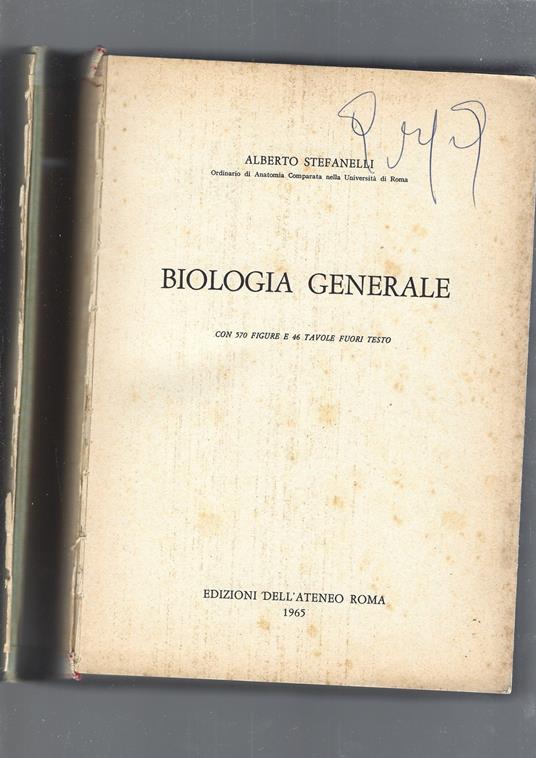 ALBERTO STEFANELLI
Ordinario di Anatomia Comparata nella Università di Roma
BIOLOGIA GENERALE
CON 570 FIGURE E 46 TAVOLE FUORI TESTO
EDIZIONI DELL'ATENEO ROMA
1965